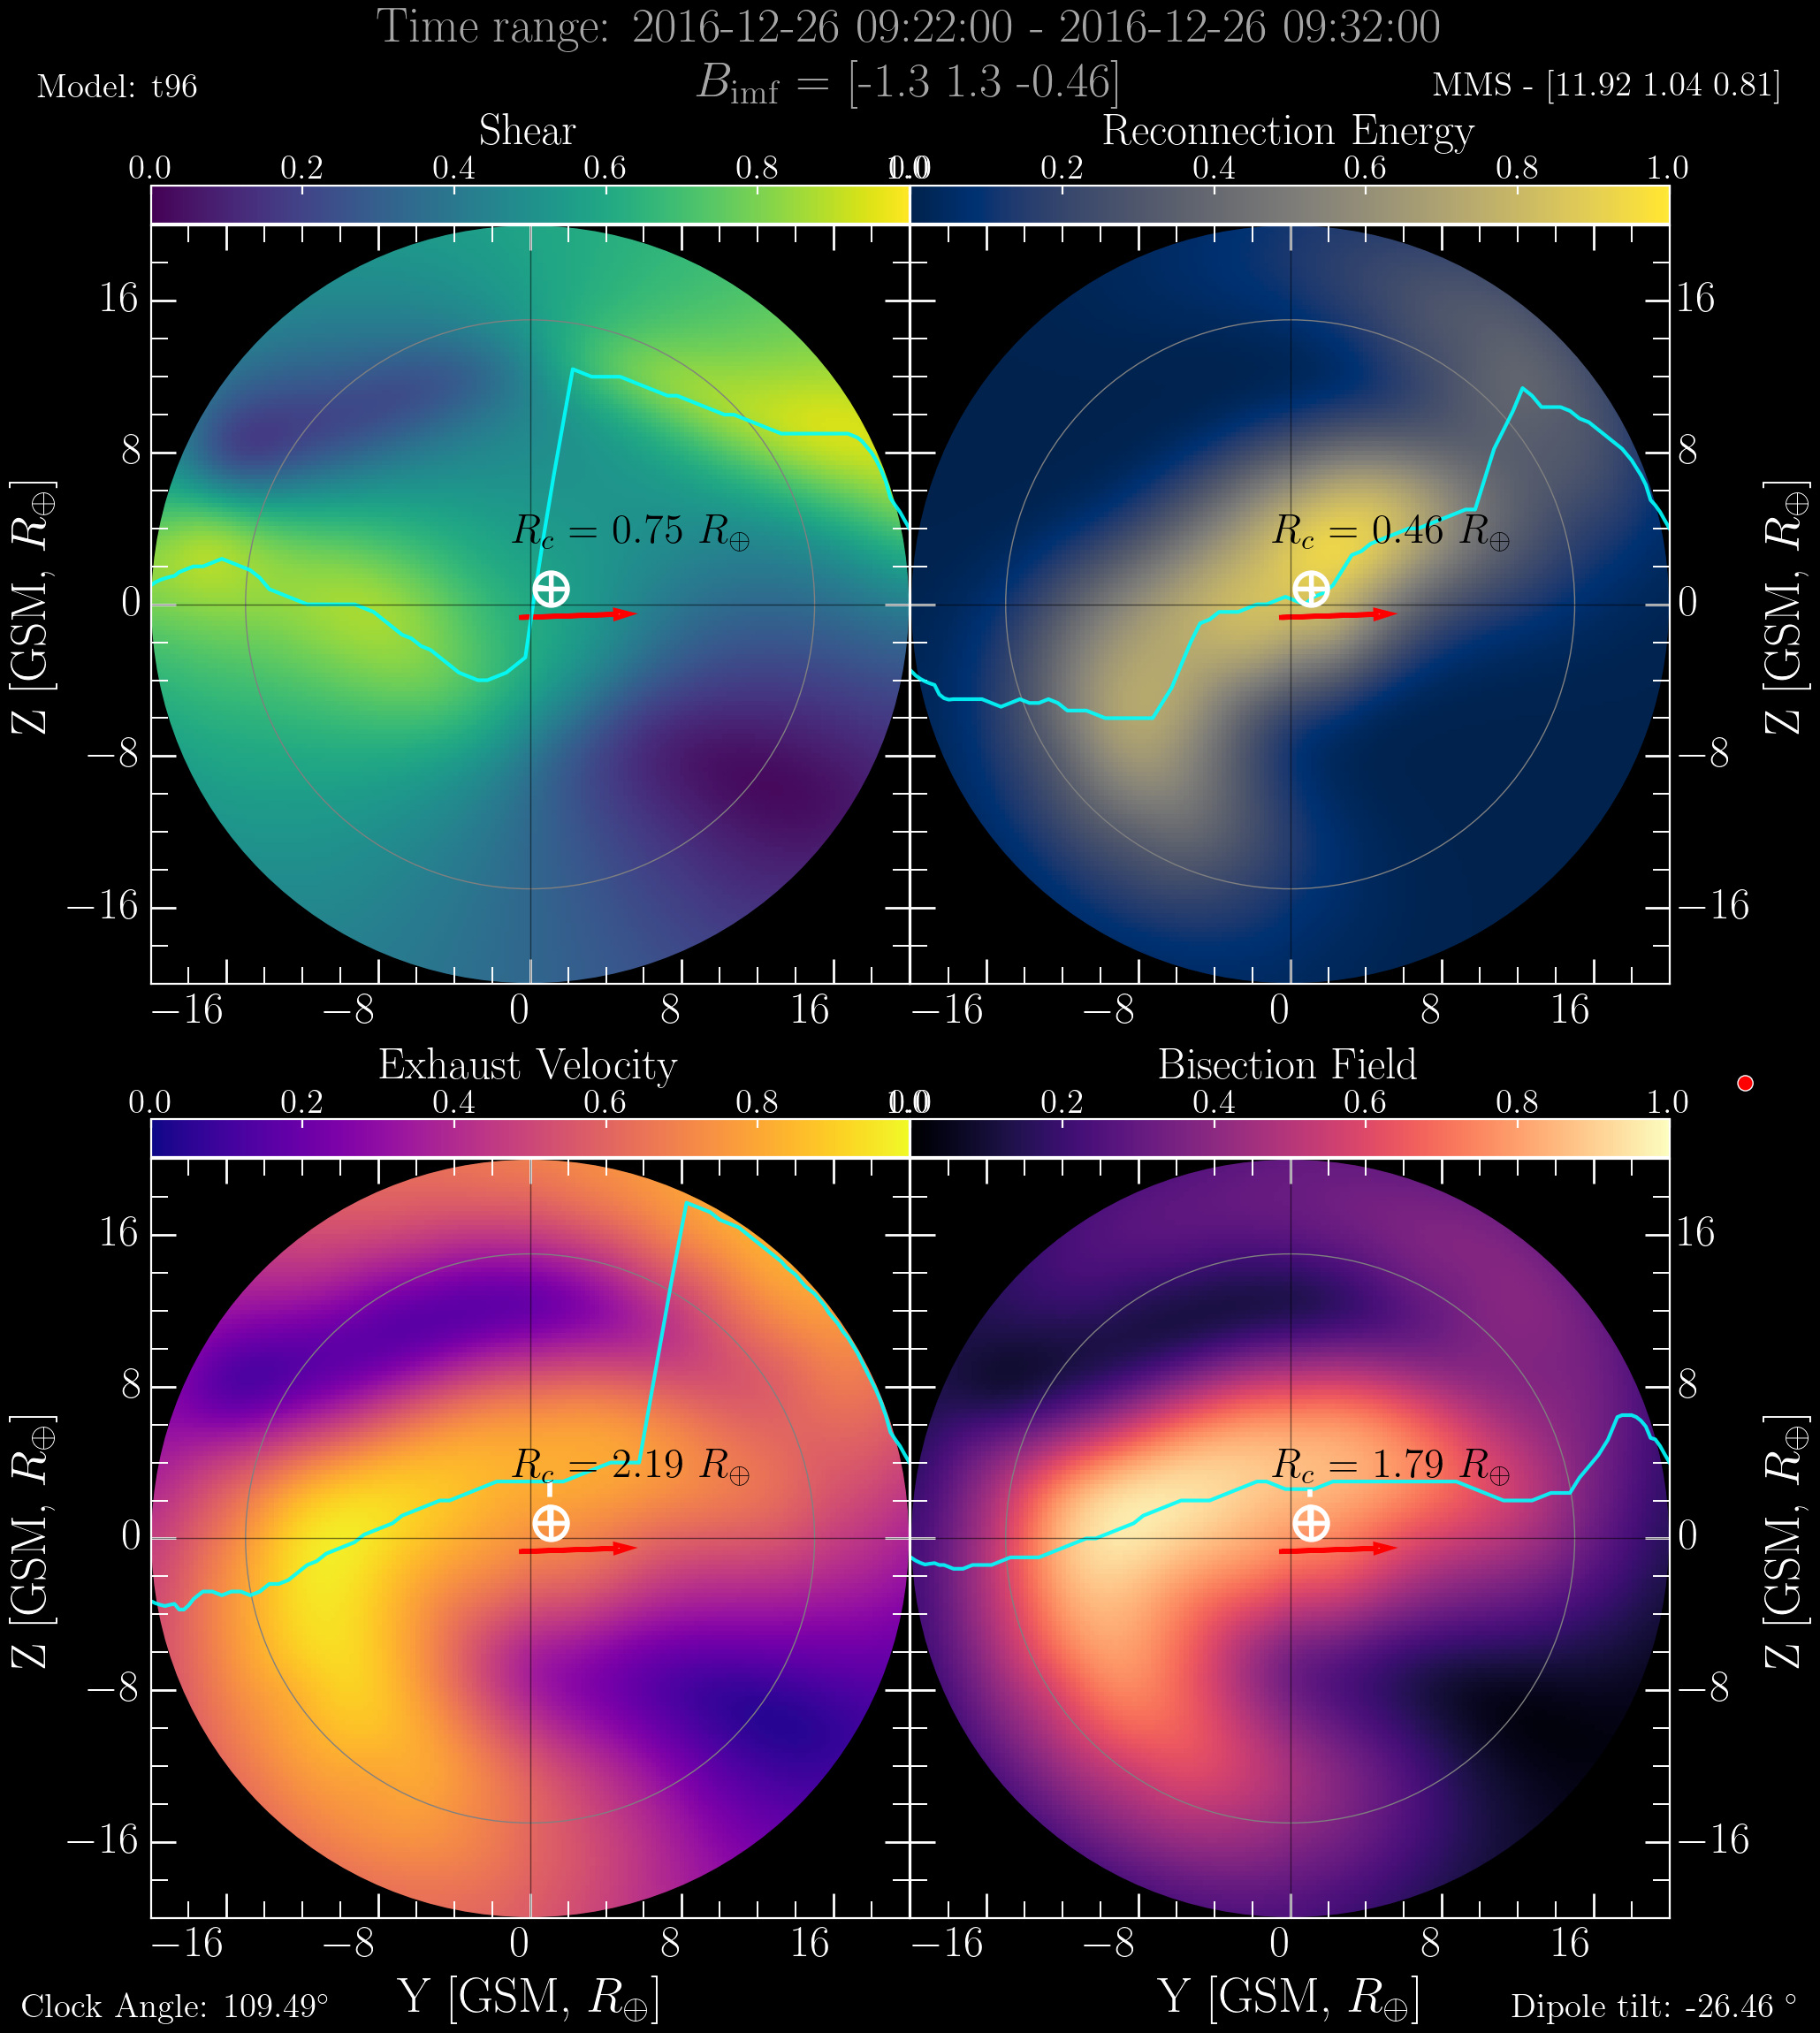 Time range: 2016-12-26 09:22:00 - 2016-12-26 09:32:00
Model: t96
B_imf = [-1.3 1.3 -0.46]
MMS - [11.92 1.04 0.81]
Shear
Reconnection Energy
0.0 0.2 0.4 0.6 0.8 1.0
0.0 0.2 0.4 0.6 0.8 1.0
16
8
0
−8
−16
Z [GSM, R⊕]
R_c = 0.75 R⊕
R_c = 0.46 R⊕
16
8
0
−8
−16
Z [GSM, R⊕]
−16 −8 0 8 16
−16 −8 0 8 16
Exhaust Velocity
Bisection Field
0.0 0.2 0.4 0.6 0.8 1.0
0.0 0.2 0.4 0.6 0.8 1.0
16
8
0
−8
−16
Z [GSM, R⊕]
R_c = 2.19 R⊕
R_c = 1.79 R⊕
16
8
0
−8
−16
Z [GSM, R⊕]
−16 −8 0 8 16
−16 −8 0 8 16
Y [GSM, R⊕]
Y [GSM, R⊕]
Clock Angle: 109.49°
Dipole tilt: -26.46 °